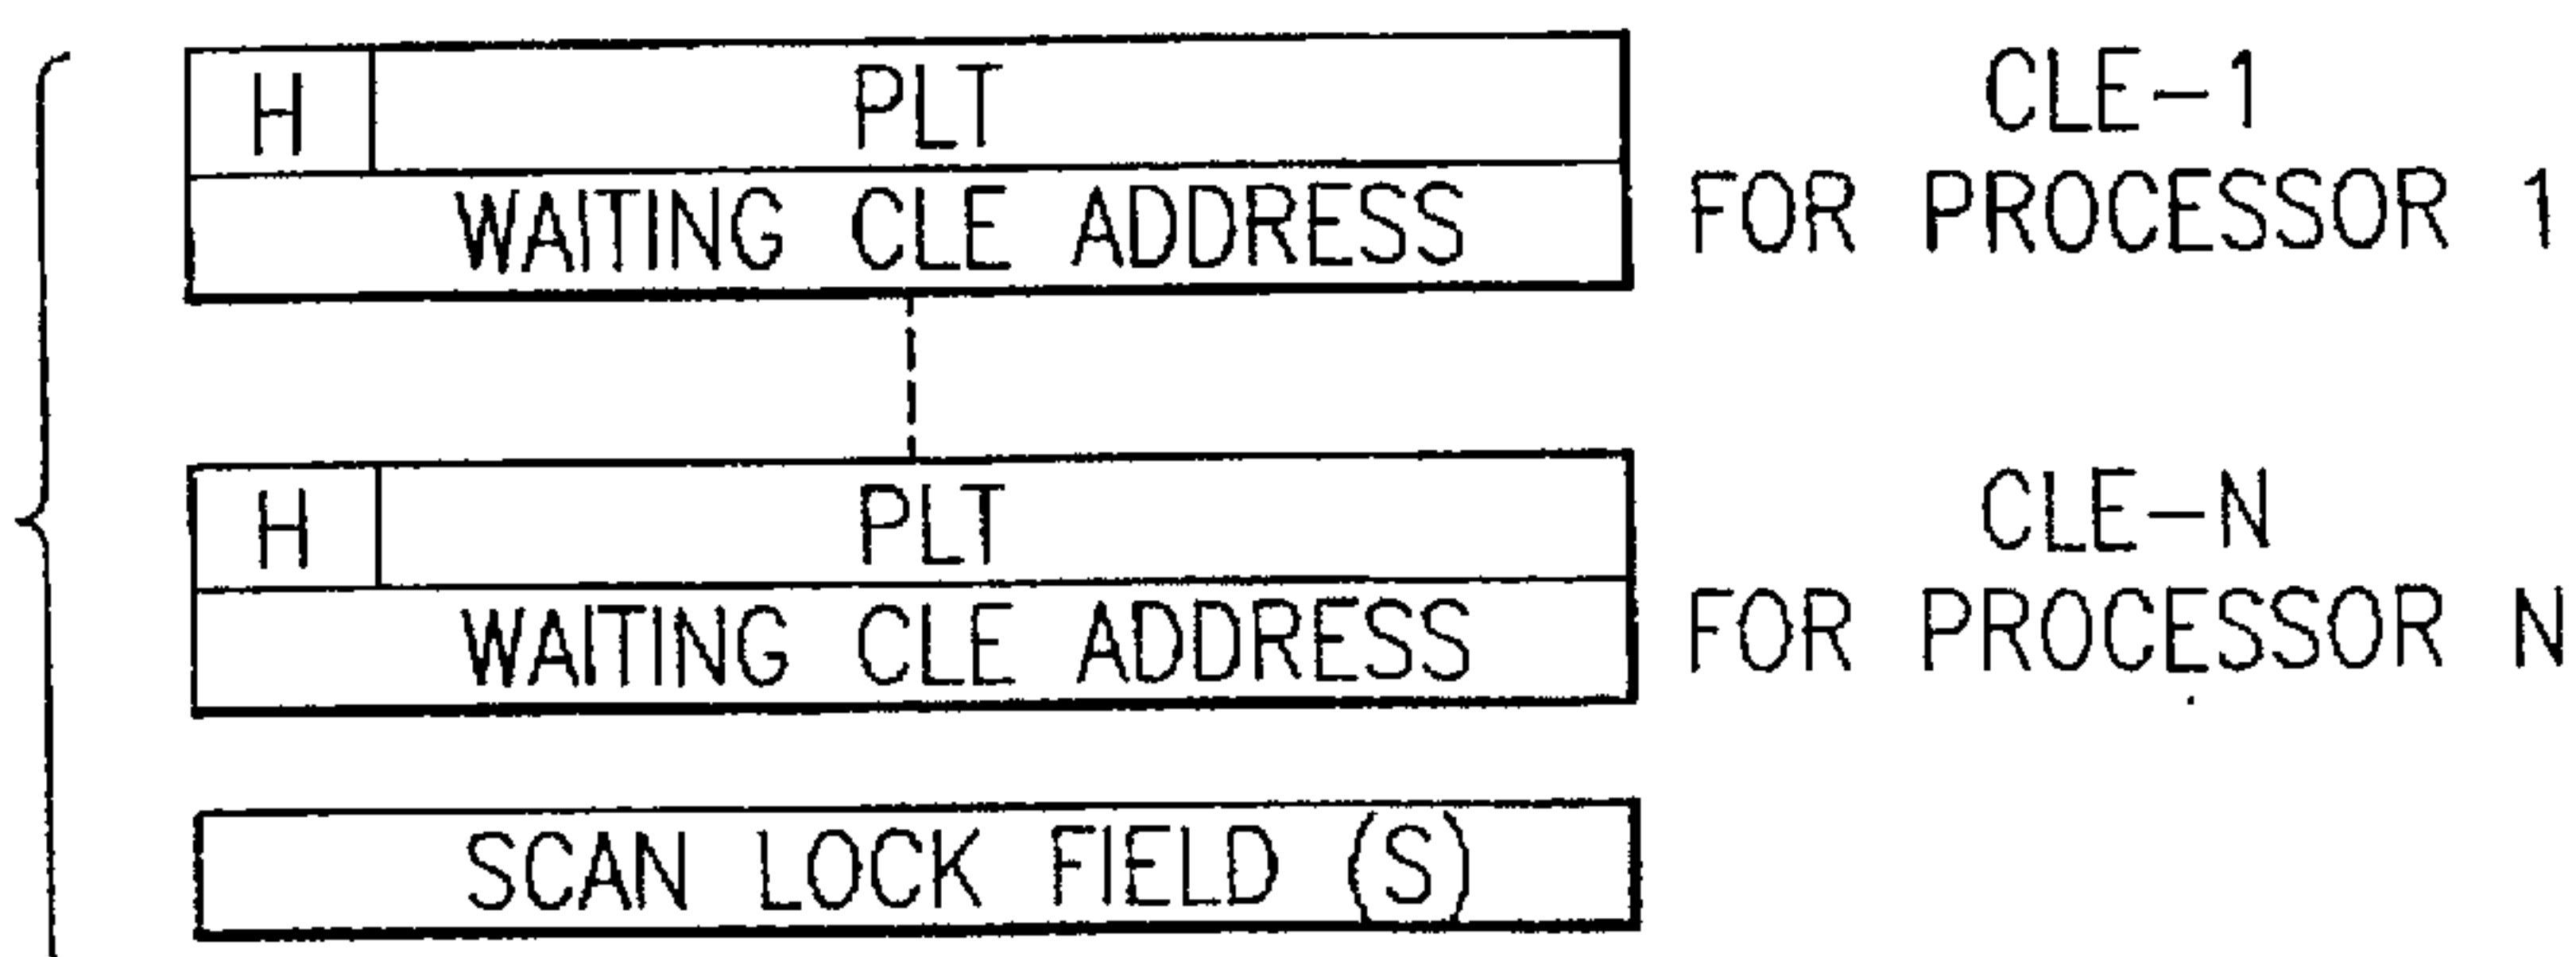 H PLT CLE-1
WAITING CLE ADDRESS FOR PROCESSOR 1
H PLT CLE-N
WAITING CLE ADDRESS FOR PROCESSOR N
SCAN LOCK FIELD (S)